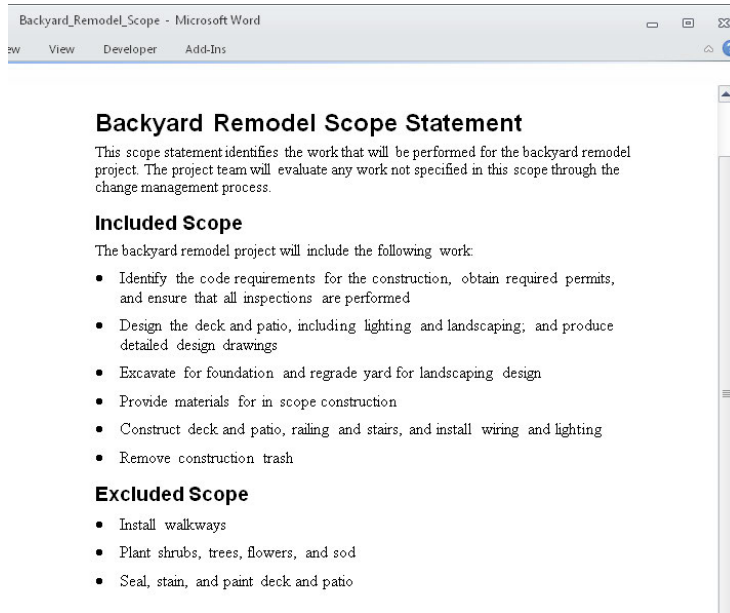 Backyard_Remodel_Scope - Microsoft Word
ew View Developer Add-Ins
Backyard Remodel Scope Statement
This scope statement identifies the work that will be performed for the backyard remodel
project. The project team will evaluate any work not specified in this scope through the
change management process.
Included Scope
The backyard remodel project will include the following work:
• Identify the code requirements for the construction, obtain required permits,
and ensure that all inspections are performed
• Design the deck and patio, including lighting and landscaping; and produce
detailed design drawings
• Excavate for foundation and regrade yard for landscaping design
• Provide materials for in scope construction
• Construct deck and patio, railing and stairs, and install wiring and lighting
• Remove construction trash
Excluded Scope
• Install walkways
• Plant shrubs, trees, flowers, and sod
• Seal, stain, and paint deck and patio